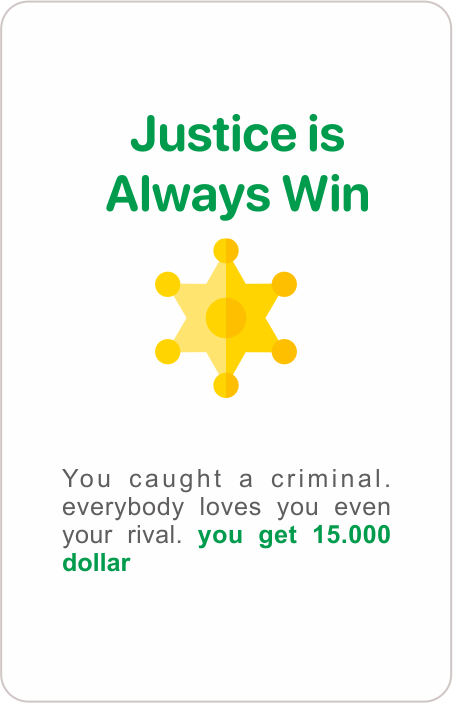 Justice is
Always Win
You caught a criminal.
everybody loves you even
your rival. you get 15.000
dollar